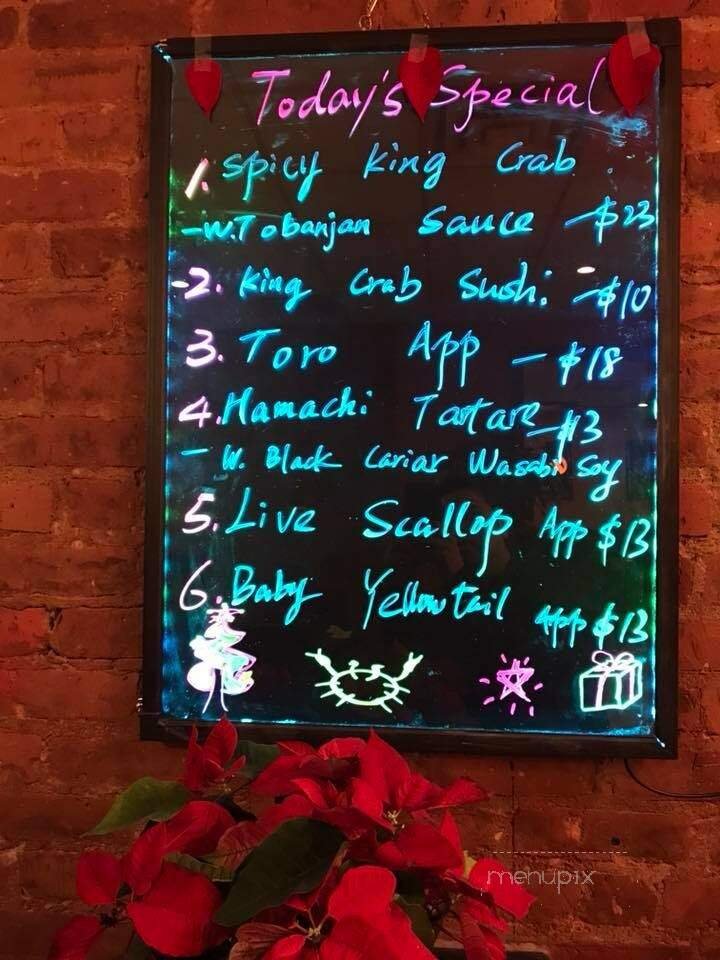 Today's Special
1. Spicy King Crab
- W. Tobanjan Sauce - $23
- 2. King Crab Sushi - $10
3. Toro App - $18
4. Hamachi Tartare - $13
- W. Black Caviar Wasabi Soy
5. Live Scallop App $13
6. Baby Yellowtail App $13
menupix